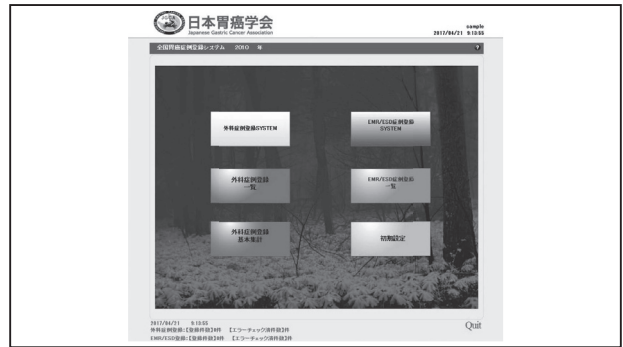 日本胃癌学会
Japanese Gastric Cancer Association
sample
2017/04/21 9:13:55
全国胃癌症例登録システム 2010 年
?
外科症例登録SYSTEM
EMR/ESD症例登録
SYSTEM
外科症例登録
一覧
EMR/ESD症例登録
一覧
外科症例登録
基本集計
初期設定
2017/04/21 9:13:55
外科症例登録:【登録件数】0件 【エラーチェック済件数】0件
EMR/ESD登録:【登録件数】0件 【エラーチェック済件数】0件
Quit